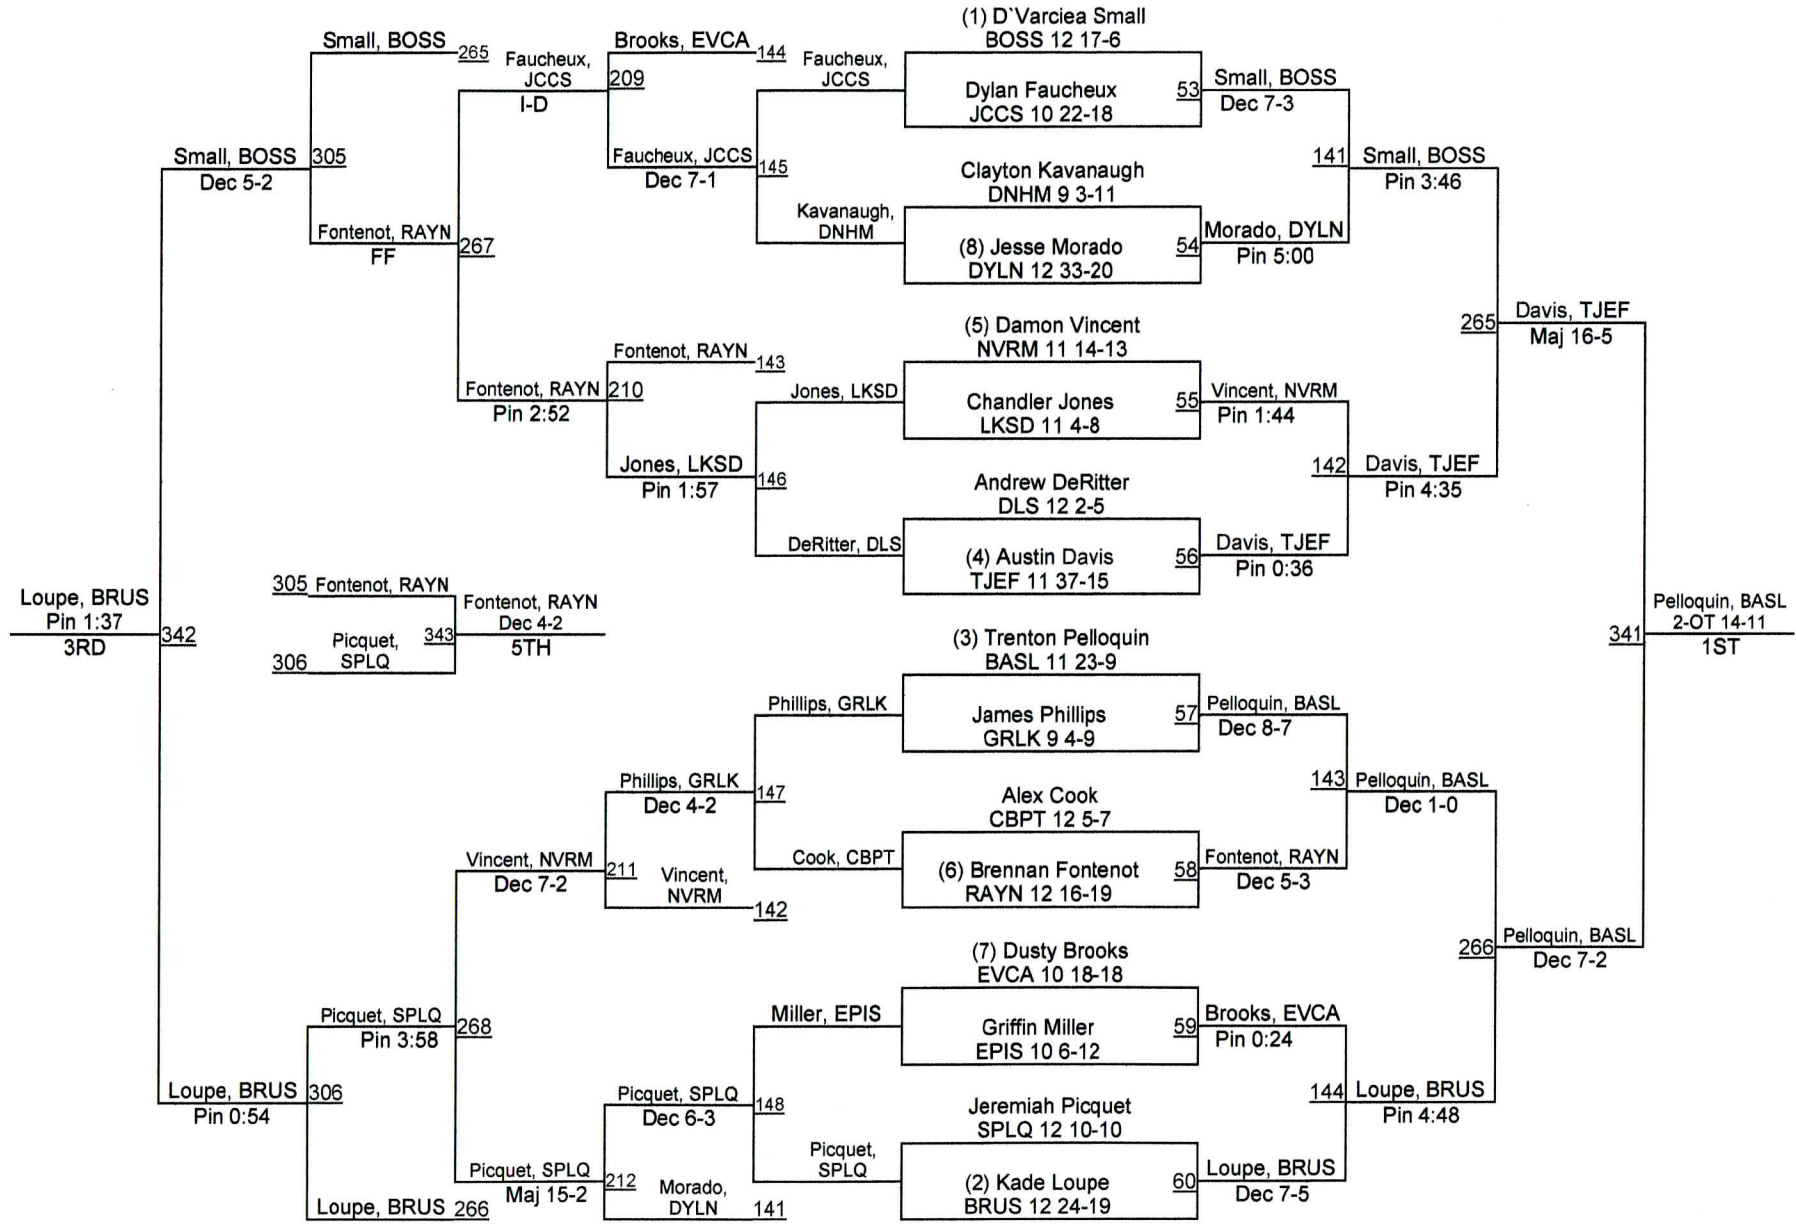 (1) D`Varciea Small
Small, BOSS
Brooks, EVCA
BOSS 12 17-6
265
Faucheux,
JCCS
144
Faucheux,
JCCS
209
Dylan Faucheux
53
Small, BOSS
I-D
JCCS 10 22-18
Dec 7-3
Small, BOSS
305
Faucheux, JCCS
Clayton Kavanaugh
141
Small, BOSS
Dec 5-2
Dec 7-1
145
DNHM 9 3-11
Pin 3:46
Fontenot, RAYN
Kavanaugh,
DNHM
Morado, DYLN
FF
267
(8) Jesse Morado
54
Pin 5:00
DYLN 12 33-20
(5) Damon Vincent
265
Davis, TJEF
Fontenot, RAYN
NVRM 11 14-13
Maj 16-5
143
Fontenot, RAYN
210
Jones, LKSD
Chandler Jones
55
Vincent, NVRM
Pin 2:52
LKSD 11 4-8
Pin 1:44
Jones, LKSD
146
Andrew DeRitter
142
Davis, TJEF
Pin 1:57
DLS 12 2-5
Pin 4:35
DeRitter, DLS
(4) Austin Davis
56
Davis, TJEF
TJEF 11 37-15
Pin 0:36
Loupe, BRUS
305
Fontenot, RAYN
Fontenot, RAYN
Pelloquin, BASL
Pin 1:37
342
Dec 4-2
341
2-OT 14-11
3RD
306
Picquet,
SPLQ
343
5TH
1ST
(3) Trenton Pelloquin
BASL 11 23-9
Phillips, GRLK
James Phillips
57
Pelloquin, BASL
GRLK 9 4-9
Dec 8-7
Phillips, GRLK
147
Alex Cook
143
Pelloquin, BASL
Dec 4-2
CBPT 12 5-7
Dec 1-0
Vincent, NVRM
211
Vincent,
NVRM
Cook, CBPT
(6) Brennan Fontenot
58
Fontenot, RAYN
Dec 7-2
142
RAYN 12 16-19
Dec 5-3
(7) Dusty Brooks
266
Pelloquin, BASL
EVCA 10 18-18
Dec 7-2
Picquet, SPLQ
268
Miller, EPIS
Griffin Miller
59
Brooks, EVCA
Pin 3:58
EPIS 10 6-12
Pin 0:24
Loupe, BRUS
306
Picquet, SPLQ
148
Jeremiah Picquet
144
Loupe, BRUS
Pin 0:54
Dec 6-3
SPLQ 12 10-10
Pin 4:48
Picquet, SPLQ
212
Picquet,
SPLQ
(2) Kade Loupe
60
Loupe, BRUS
Maj 15-2
Morado,
DYLN
141
BRUS 12 24-19
Dec 7-5
Loupe, BRUS
266